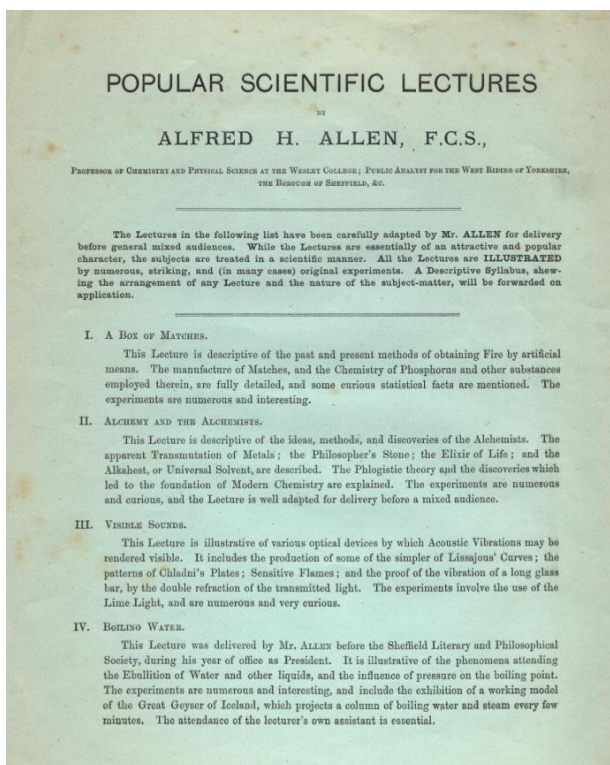 POPULAR SCIENTIFIC LECTURES
BY
ALFRED H. ALLEN, F.C.S.,
Professor of Chemistry and Physical Science at the Wesley College; Public Analyst for the West Riding of Yorkshire,
the Borough of Sheffield, &c.
The Lectures in the following list have been carefully adapted by Mr. ALLEN for delivery
before general mixed audiences. While the Lectures are essentially of an attractive and popular
character, the subjects are treated in a scientific manner. All the Lectures are ILLUSTRATED
by numerous, striking, and (in many cases) original experiments. A Descriptive Syllabus, shew-
ing the arrangement of any Lecture and the nature of the subject-matter, will be forwarded on
application.
I. A Box of Matches.
This Lecture is descriptive of the past and present methods of obtaining Fire by artificial
means. The manufacture of Matches, and the Chemistry of Phosphorus and other substances
employed therein, are fully detailed, and some curious statistical facts are mentioned. The
experiments are numerous and interesting.
II. Alchemy and the Alchemists.
This Lecture is descriptive of the ideas, methods, and discoveries of the Alchemists. The
apparent Transmutation of Metals; the Philosopher's Stone; the Elixir of Life; and the
Alkahest, or Universal Solvent, are described. The Phlogistic theory and the discoveries which
led to the foundation of Modern Chemistry are explained. The experiments are numerous
and curious, and the Lecture is well adapted for delivery before a mixed audience.
III. Visible Sounds.
This Lecture is illustrative of various optical devices by which Acoustic Vibrations may be
rendered visible. It includes the production of some of the simpler of Lissajous' Curves; the
patterns of Chladni's Plates; Sensitive Flames; and the proof of the vibration of a long glass
bar, by the double refraction of the transmitted light. The experiments involve the use of the
Lime Light, and are numerous and very curious.
IV. Boiling Water.
This Lecture was delivered by Mr. Allen before the Sheffield Literary and Philosophical
Society, during his year of office as President. It is illustrative of the phenomena attending
the Ebullition of Water and other liquids, and the influence of pressure on the boiling point.
The experiments are numerous and interesting, and include the exhibition of a working model
of the Great Geyser of Iceland, which projects a column of boiling water and steam every few
minutes. The attendance of the lecturer's own assistant is essential.